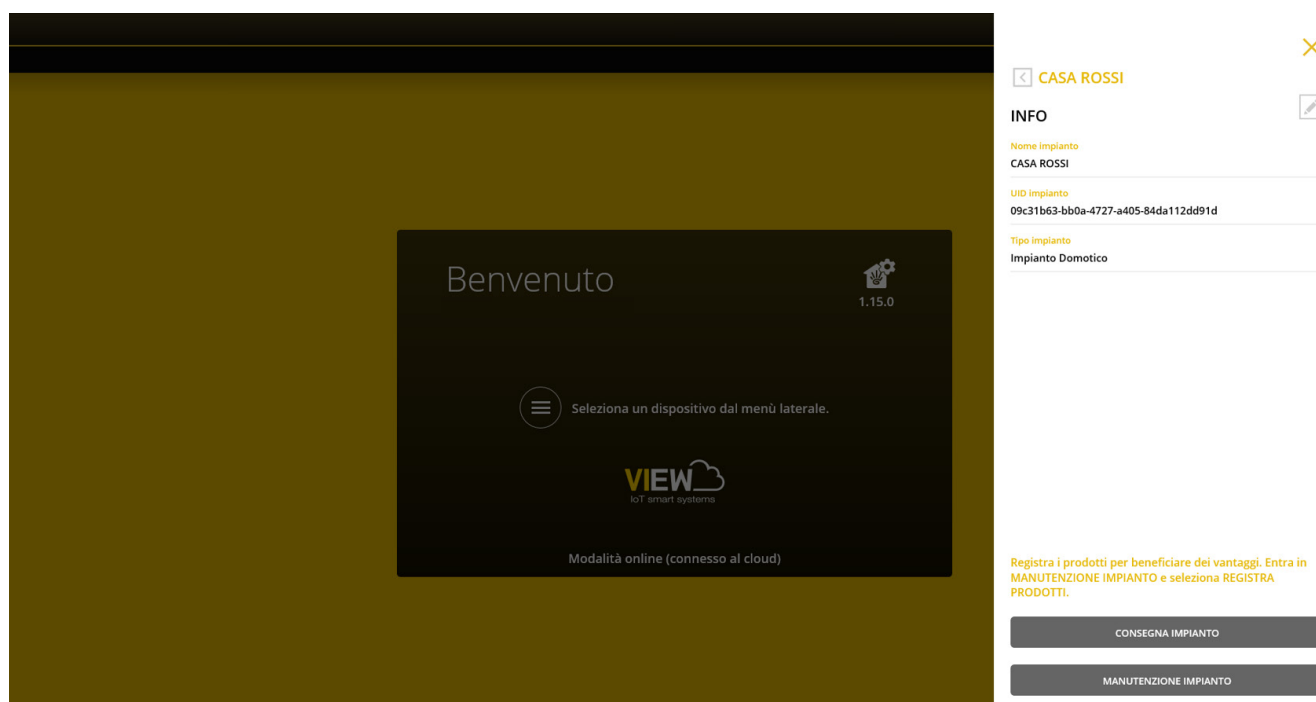 Benvenuto
1.15.0
Seleziona un dispositivo dal menù laterale.
VIEW
IoT smart systems
Modalità online (connesso al cloud)
CASA ROSSI
INFO
Nome impianto
CASA ROSSI
UID impianto
09c31b63-bb0a-4727-a405-84da112dd91d
Tipo impianto
Impianto Domotico
Registra i prodotti per beneficiare dei vantaggi. Entra in
MANUTENZIONE IMPIANTO e seleziona REGISTRA
PRODOTTI.
CONSEGNA IMPIANTO
MANUTENZIONE IMPIANTO